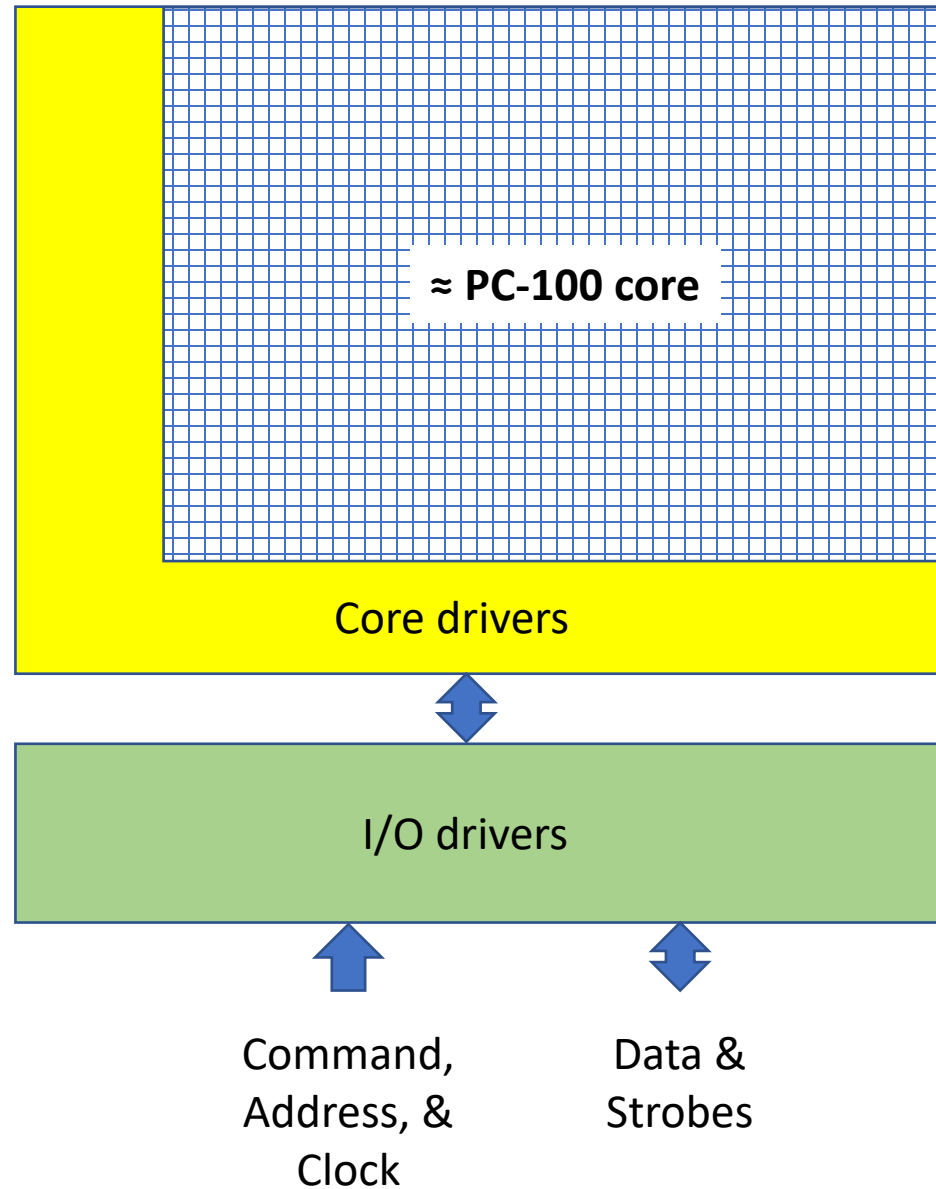 ≈ PC-100 core
Core drivers
I/O drivers
Command,
Address, &
Clock
Data &
Strobes